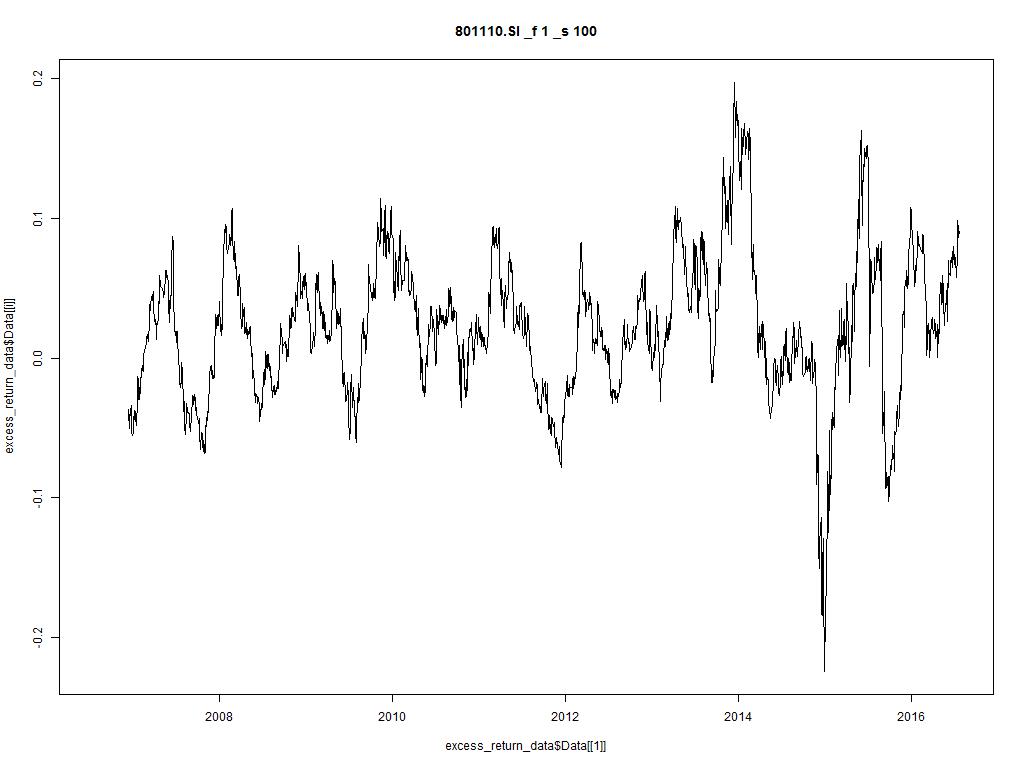 801110.SI _f 1 _s 100
0.2
0.1
0.0
-0.1
-0.2
excess_return_data$Data[[j]]
2008 2010 2012 2014 2016
excess_return_data$Data[[1]]